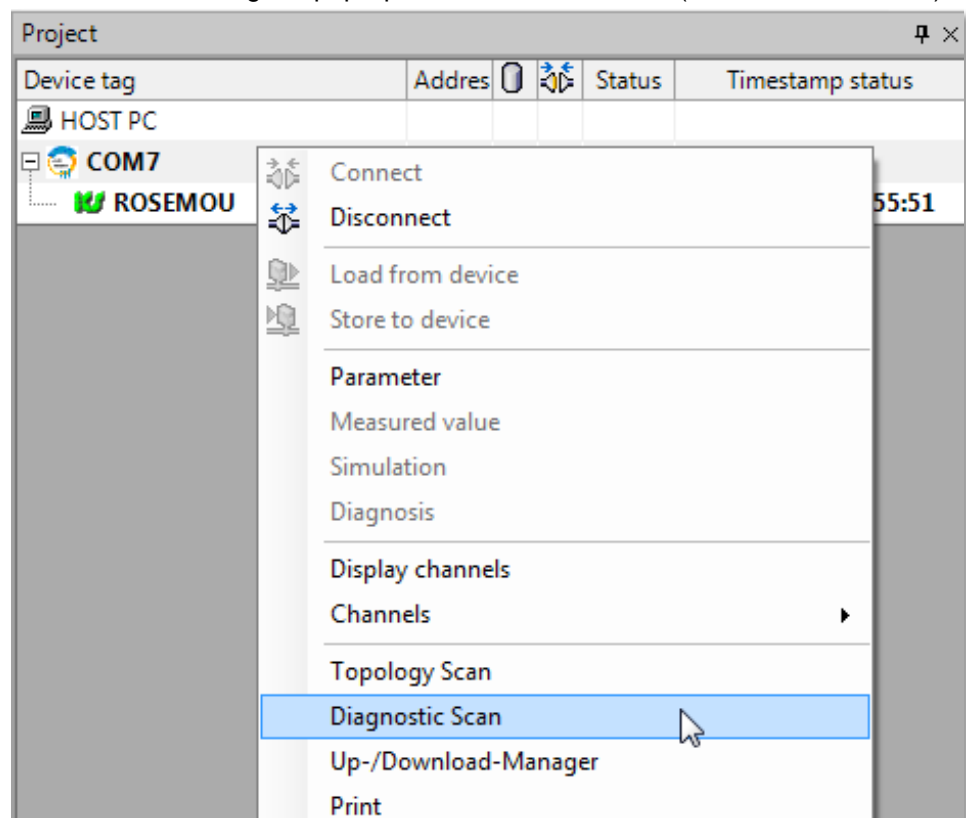 Project
Device tag Addres Status Timestamp status
HOST PC
COM7
ROSEMOU 55:51
Connect
Disconnect
Load from device
Store to device
Parameter
Measured value
Simulation
Diagnosis
Display channels
Channels
Topology Scan
Diagnostic Scan
Up-/Download-Manager
Print